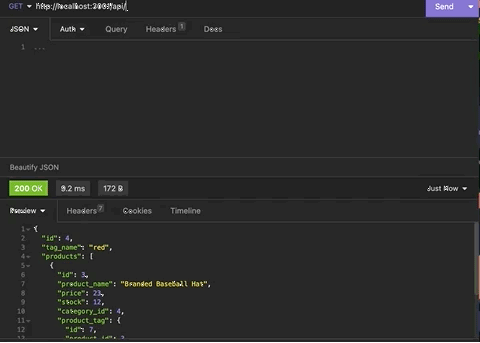 GET http://localhost:3001/api/ Send
JSON Auth Query Headers 1 Docs
1 ...
Beautify JSON
200 OK 9.2 ms 172 B Just Now
Preview Headers 7 Cookies Timeline
1 {
2 "id": 4,
3 "tag_name": "red",
4 "products": [
5 {
6 "id": 3,
7 "product_name": "Branded Baseball Hat",
8 "price": 23,
9 "stock": 12,
10 "category_id": 4,
11 "product_tag": {
12 "id": 7,